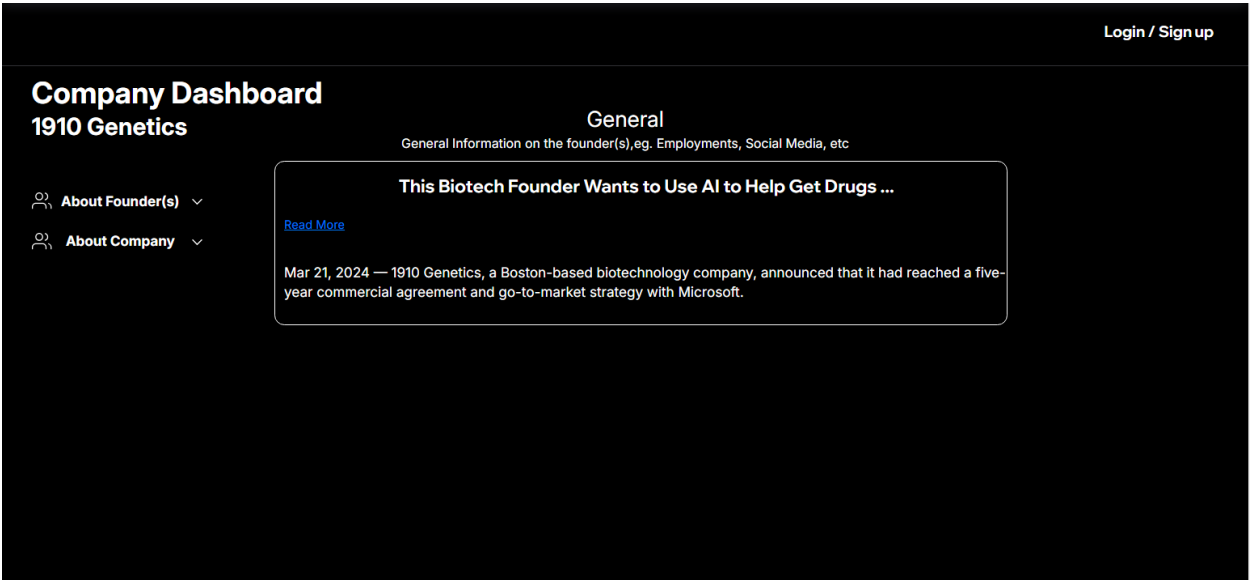 Login / Sign up
Company Dashboard
1910 Genetics
General
General Information on the founder(s),eg. Employments, Social Media, etc
About Founder(s)
About Company
This Biotech Founder Wants to Use AI to Help Get Drugs ...
Read More
Mar 21, 2024 — 1910 Genetics, a Boston-based biotechnology company, announced that it had reached a five-
year commercial agreement and go-to-market strategy with Microsoft.